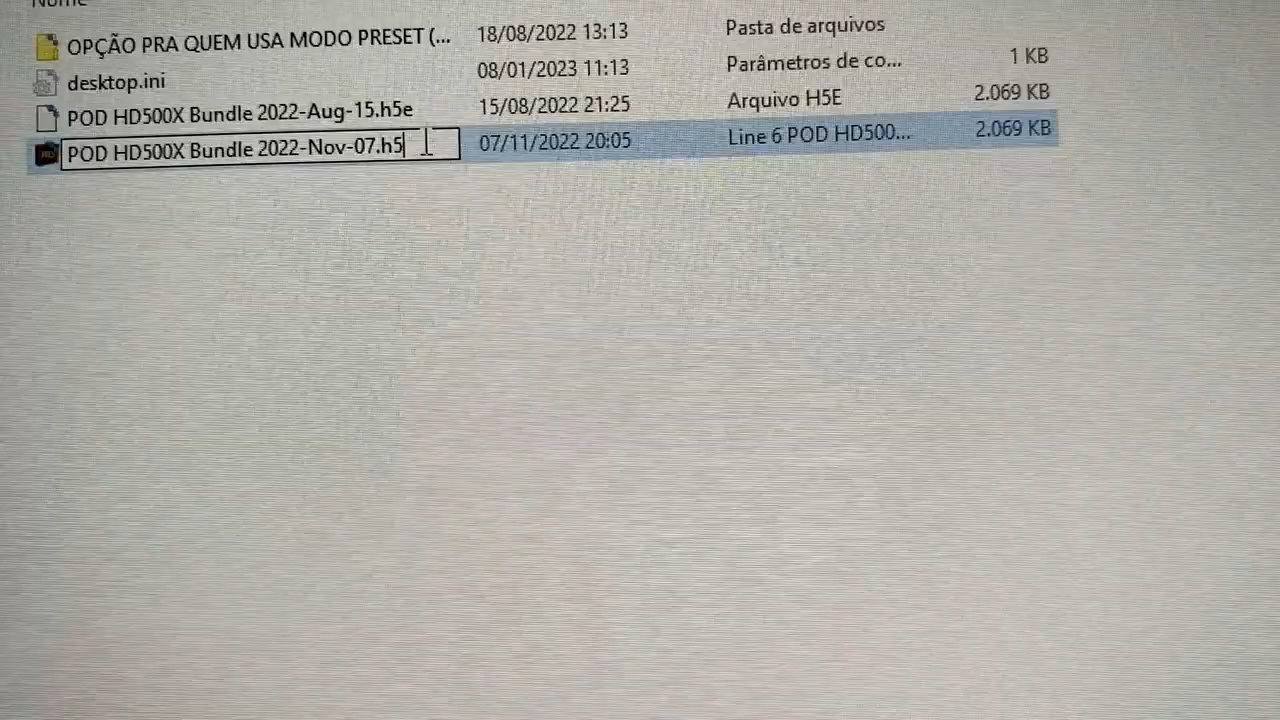 Nome
OPÇÃO PRA QUEM USA MODO PRESET (... 18/08/2022 13:13 Pasta de arquivos
desktop.ini 08/01/2023 11:13 Parâmetros de co... 1 KB
POD HD500X Bundle 2022-Aug-15.h5e 15/08/2022 21:25 Arquivo H5E 2.069 KB
POD HD500X Bundle 2022-Nov-07.h5 07/11/2022 20:05 Line 6 POD HD500... 2.069 KB